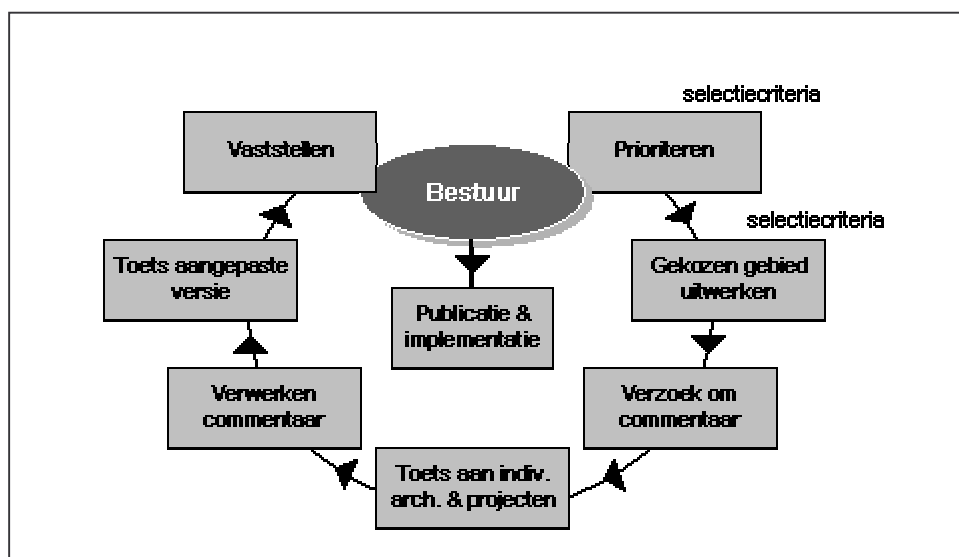 selectiecriteria
Vaststellen
Prioriteren
Bestuur
selectiecriteria
Toets aangepaste
versie
Gekozen gebied
uitwerken
Publicatie &
implementatie
Verwerken
commentaar
Verzoek om
commentaar
Toets aan indiv.
arch. & projecten